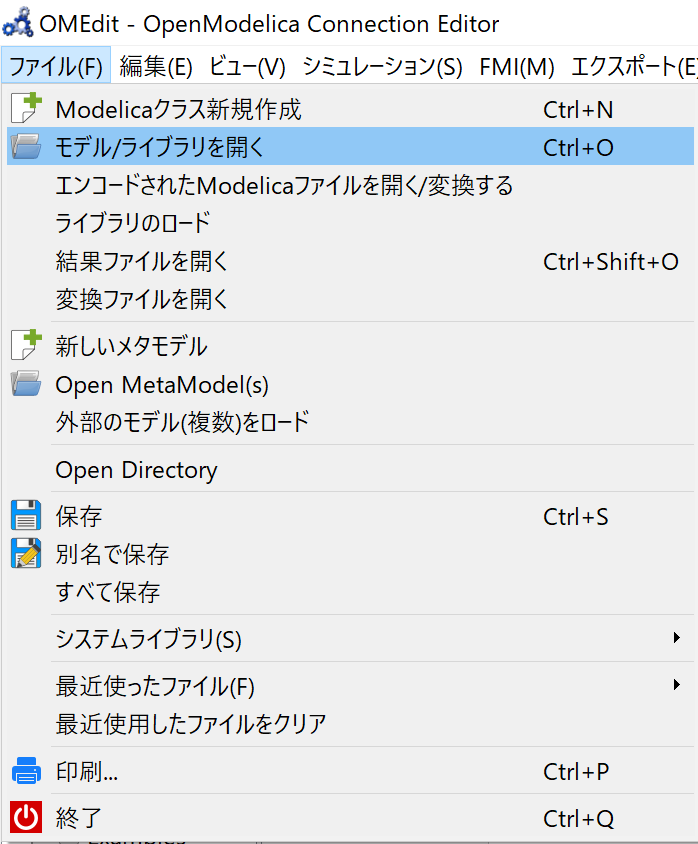 OMEdit - OpenModelica Connection Editor
ファイル(F) 編集(E) ビュー(V) シミュレーション(S) FMI(M) エクスポート(E)
Modelicaクラス新規作成 Ctrl+N
モデル/ライブラリを開く Ctrl+O
エンコードされたModelicaファイルを開く/変換する
ライブラリのロード
結果ファイルを開く Ctrl+Shift+O
変換ファイルを開く
新しいメタモデル
Open MetaModel(s)
外部のモデル(複数)をロード
Open Directory
保存 Ctrl+S
別名で保存
すべて保存
システムライブラリ(S)
最近使ったファイル(F)
最近使用したファイルをクリア
印刷... Ctrl+P
終了 Ctrl+Q